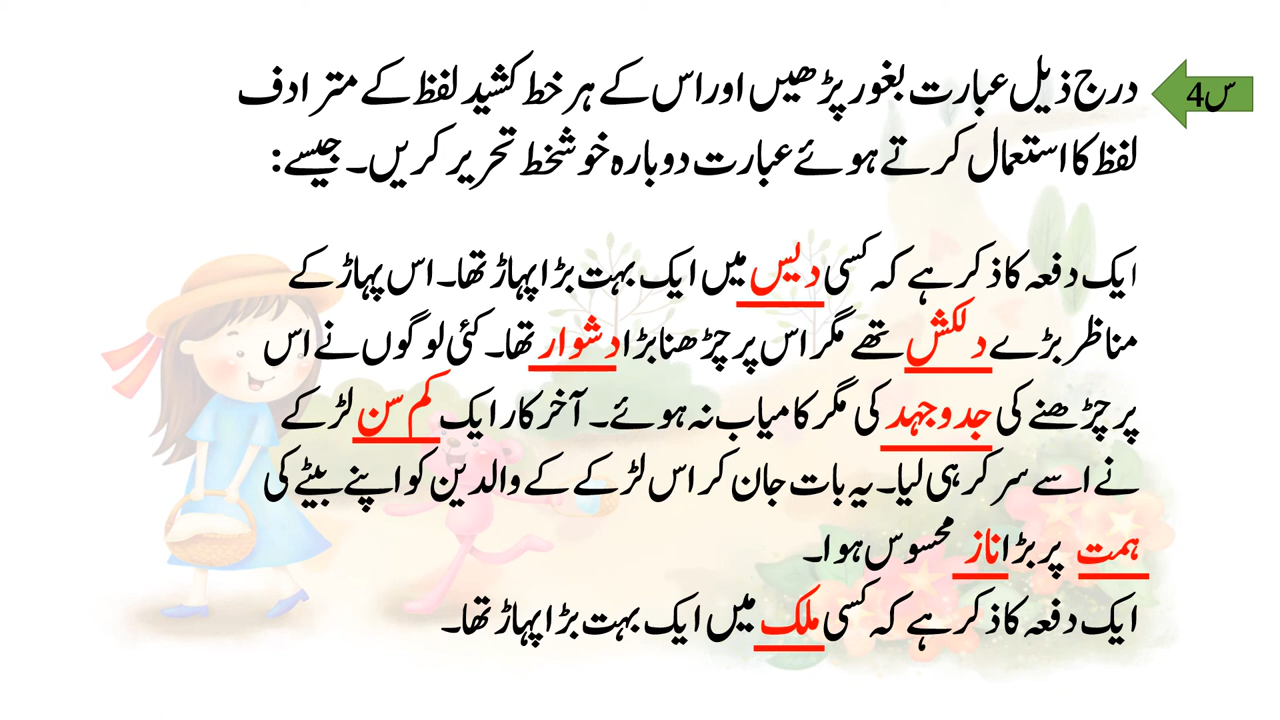 س4
درج ذیل عبارت بغور پڑھیں اور اس کے ہر خط کشید لفظ کے مترادف
لفظ کا استعمال کرتے ہوئے عبارت دوبارہ خوشخط تحریر کریں۔ جیسے:
ایک دفعہ کا ذکر ہے کہ کسی دیس میں ایک بہت بڑا پہاڑ تھا۔ اس پہاڑ کے
مناظر بڑے دلکش تھے مگر اس پر چڑھنا بڑا دشوار تھا۔ کئی لوگوں نے اس
پر چڑھنے کی جدوجہد کی مگر کامیاب نہ ہوئے۔ آخر کار ایک کم سن لڑکے
نے اسے سر کر ہی لیا۔ یہ بات جان کر اس لڑکے کے والدین کو اپنے بیٹے کی
ہمت پر بڑا ناز محسوس ہوا۔
ایک دفعہ کا ذکر ہے کہ کسی ملک میں ایک بہت بڑا پہاڑ تھا۔